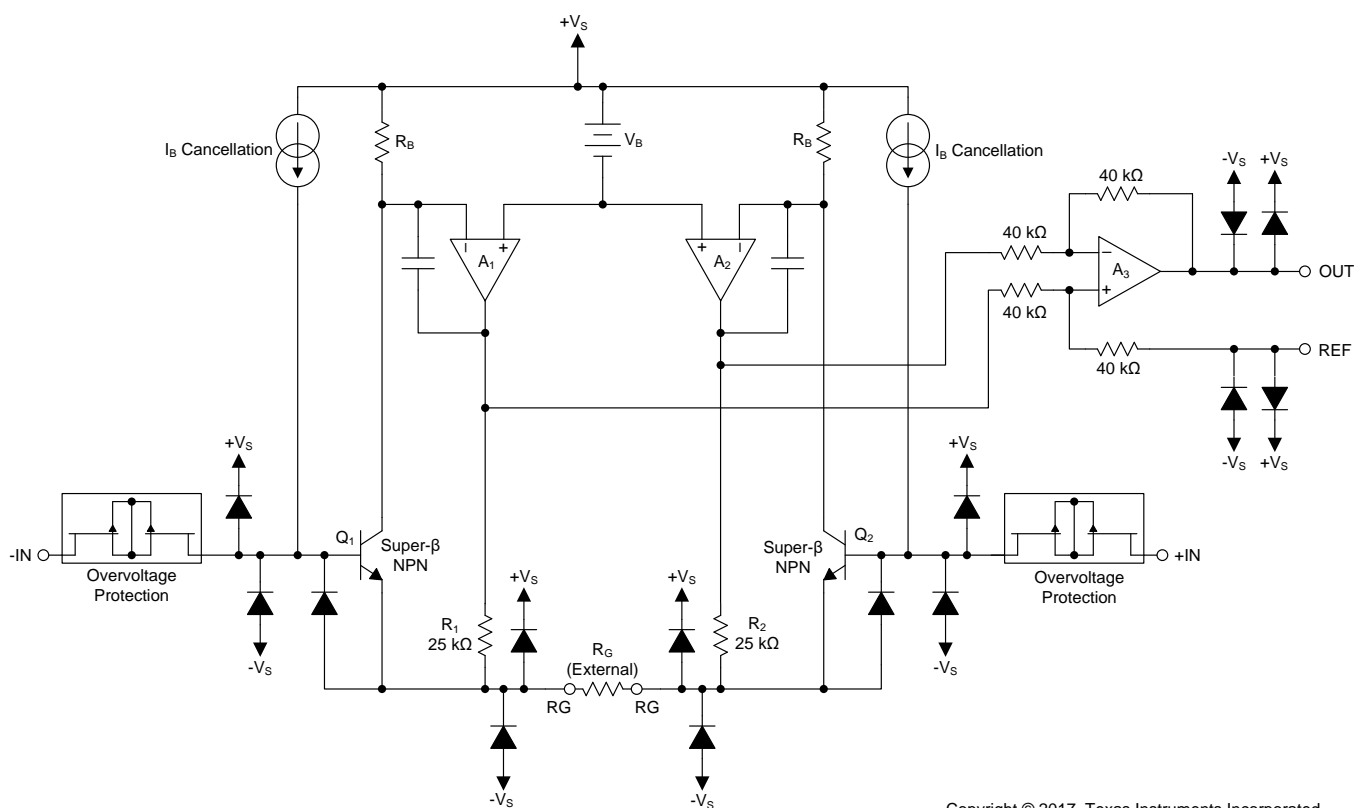 +VS
IB Cancellation
RB
VB
RB
IB Cancellation
-VS
+VS
40 kΩ
40 kΩ
−
+
A1
+
−
A2
−
+
A3
OUT
40 kΩ
40 kΩ
REF
-VS
+VS
+VS
-IN
Overvoltage
Protection
-VS
Q1
Super-β
NPN
+VS
R1
25 kΩ
RG
(External)
RG
RG
-VS
+VS
R2
25 kΩ
-VS
Super-β
NPN
Q2
+VS
-VS
+IN
Overvoltage
Protection
Copyright © 2017, Texas Instruments Incorporated